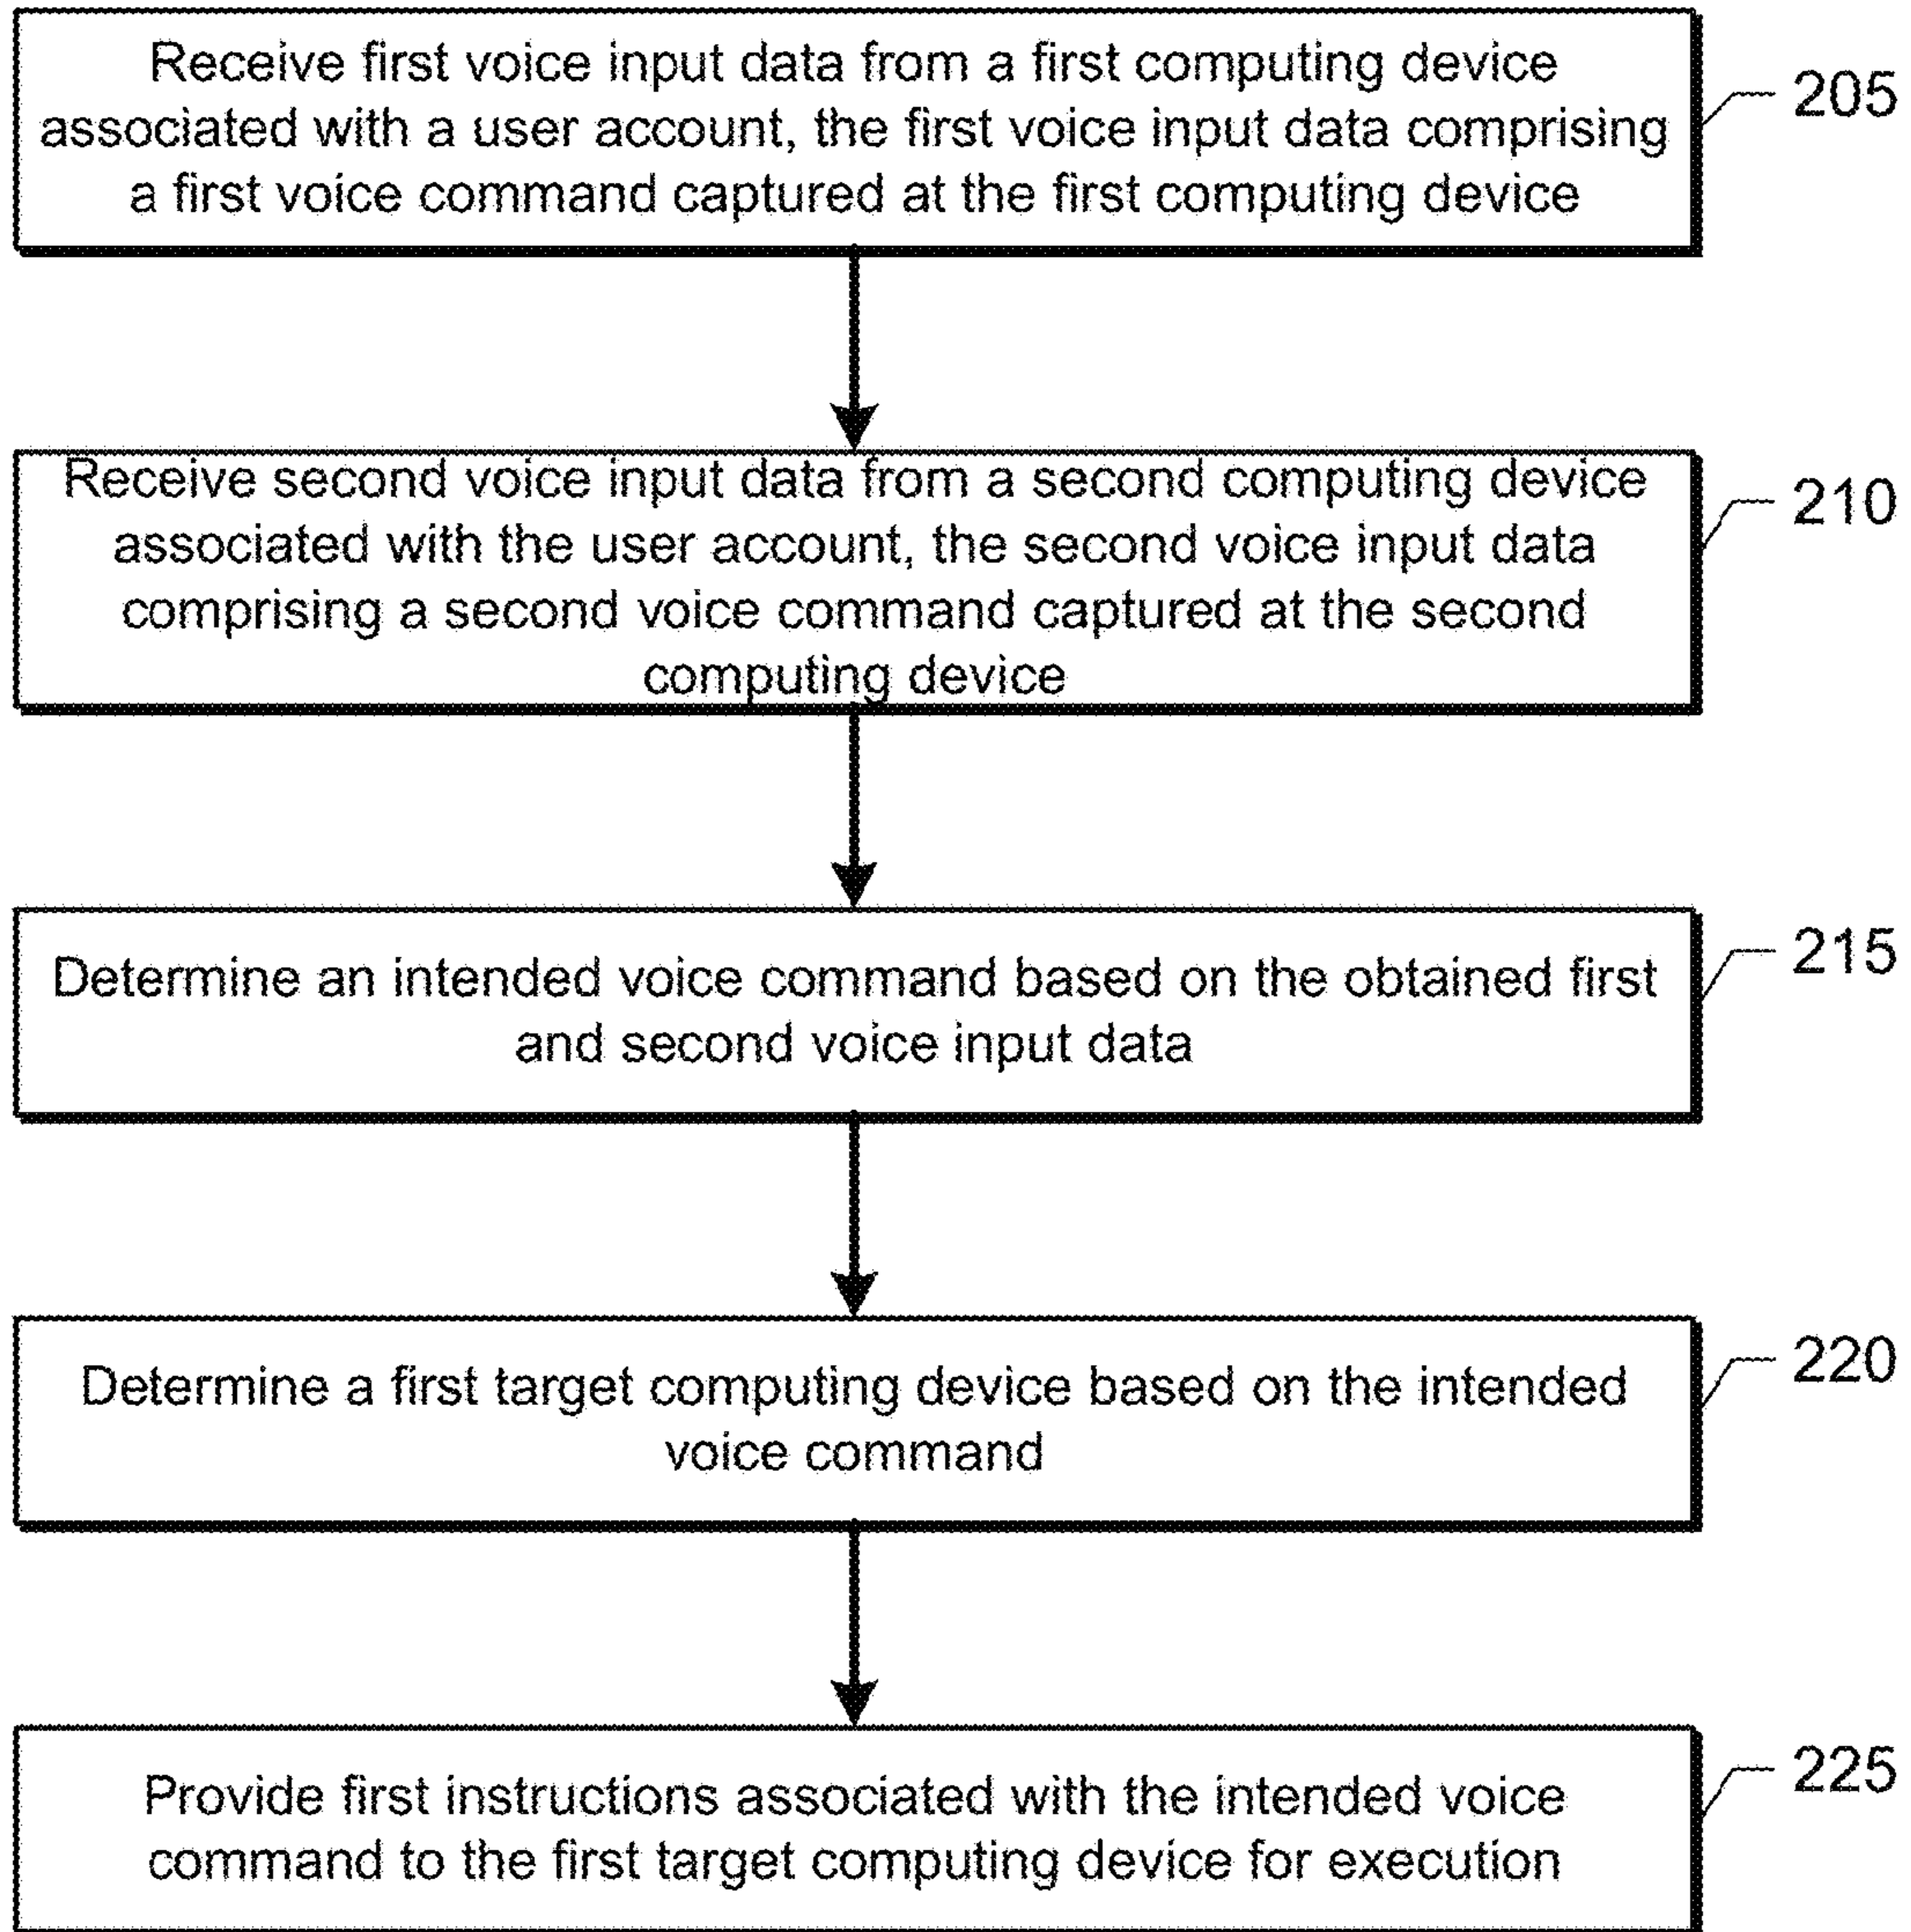 Receive first voice input data from a first computing device
associated with a user account, the first voice input data comprising
a first voice command captured at the first computing device
205
Receive second voice input data from a second computing device
associated with the user account, the second voice input data
comprising a second voice command captured at the second
computing device
210
Determine an intended voice command based on the obtained first
and second voice input data
215
Determine a first target computing device based on the intended
voice command
220
Provide first instructions associated with the intended voice
command to the first target computing device for execution
225